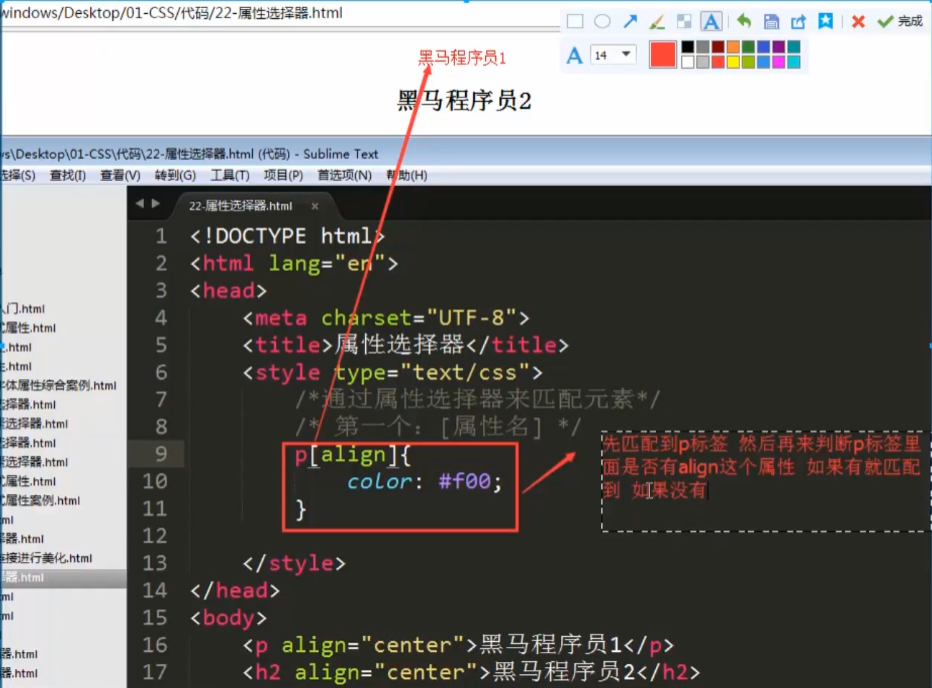 windows/Desktop/01-CSS/代码/22-属性选择器.html
完成
14
黑马程序员1
黑马程序员2
\Desktop\01-CSS\代码\22-属性选择器.html (代码) - Sublime Text
选择(S) 查找(I) 查看(V) 转到(G) 工具(T) 项目(P) 首选项(N) 帮助(H)
22-属性选择器.html ×
1 <!DOCTYPE html>
2 <html lang="en">
3 <head>
4 <meta charset="UTF-8">
5 <title>属性选择器</title>
6 <style type="text/css">
7 /*通过属性选择器来匹配元素*/
8 /* 第一个: [属性名] */
9 p[align]{
10 color: #f00;
11 }
12
13 </style>
14 </head>
15 <body>
16 <p align="center">黑马程序员1</p>
17 <h2 align="center">黑马程序员2</h2>
先匹配到p标签 然后再来判断p标签里
面是否有align这个属性 如果有就匹配
到 如果没有
入门.html
属性.html
.html
.html
字体属性综合案例.html
选择器.html
选择器.html
选择器.html
选择器.html
属性.html
属性案例.html
ml
器.html
连接进行美化.html
器.html
ml
ml
器.html
器.html